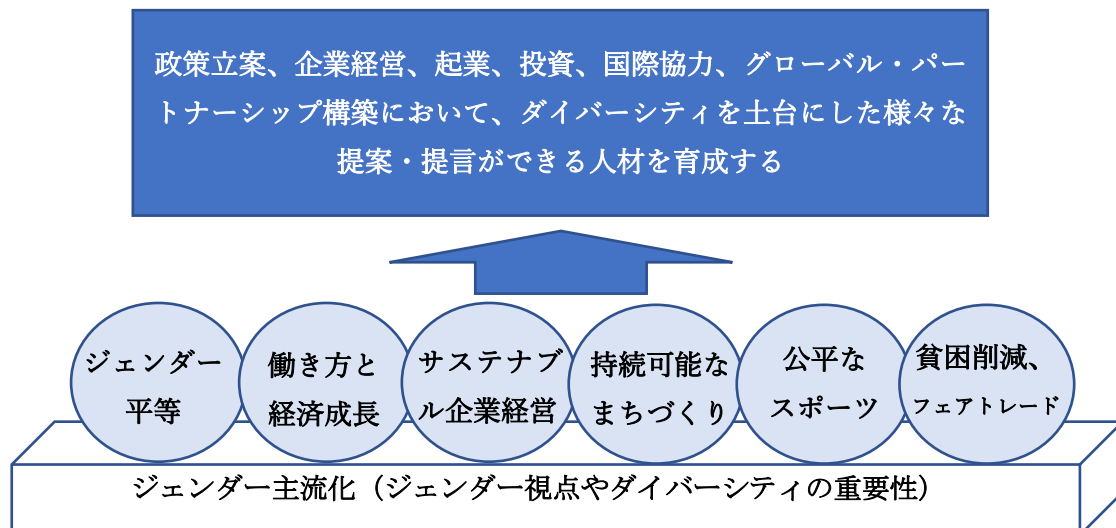 政策立案、企業経営、起業、投資、国際協力、グローバル・パー
トナーシップ構築において、ダイバーシティを土台にした様々な
提案・提言ができる人材を育成する
ジェンダー
平等
働き方と
経済成長
サステナブ
ル企業経営
持続可能な
まちづくり
公平な
スポーツ
貧困削減、
フェアトレード
ジェンダー主流化（ジェンダー視点やダイバーシティの重要性）